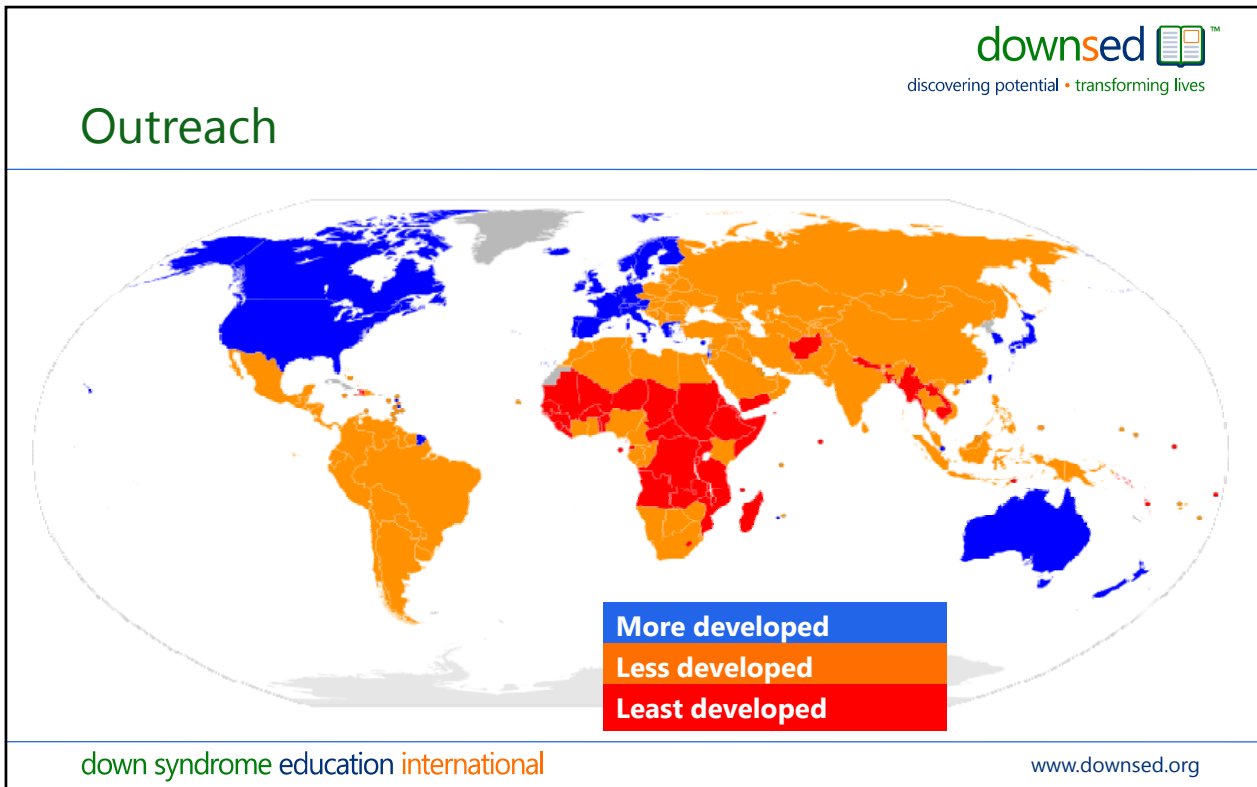 downsed ™
discovering potential • transforming lives
Outreach
More developed
Less developed
Least developed
down syndrome education international
www.downsed.org